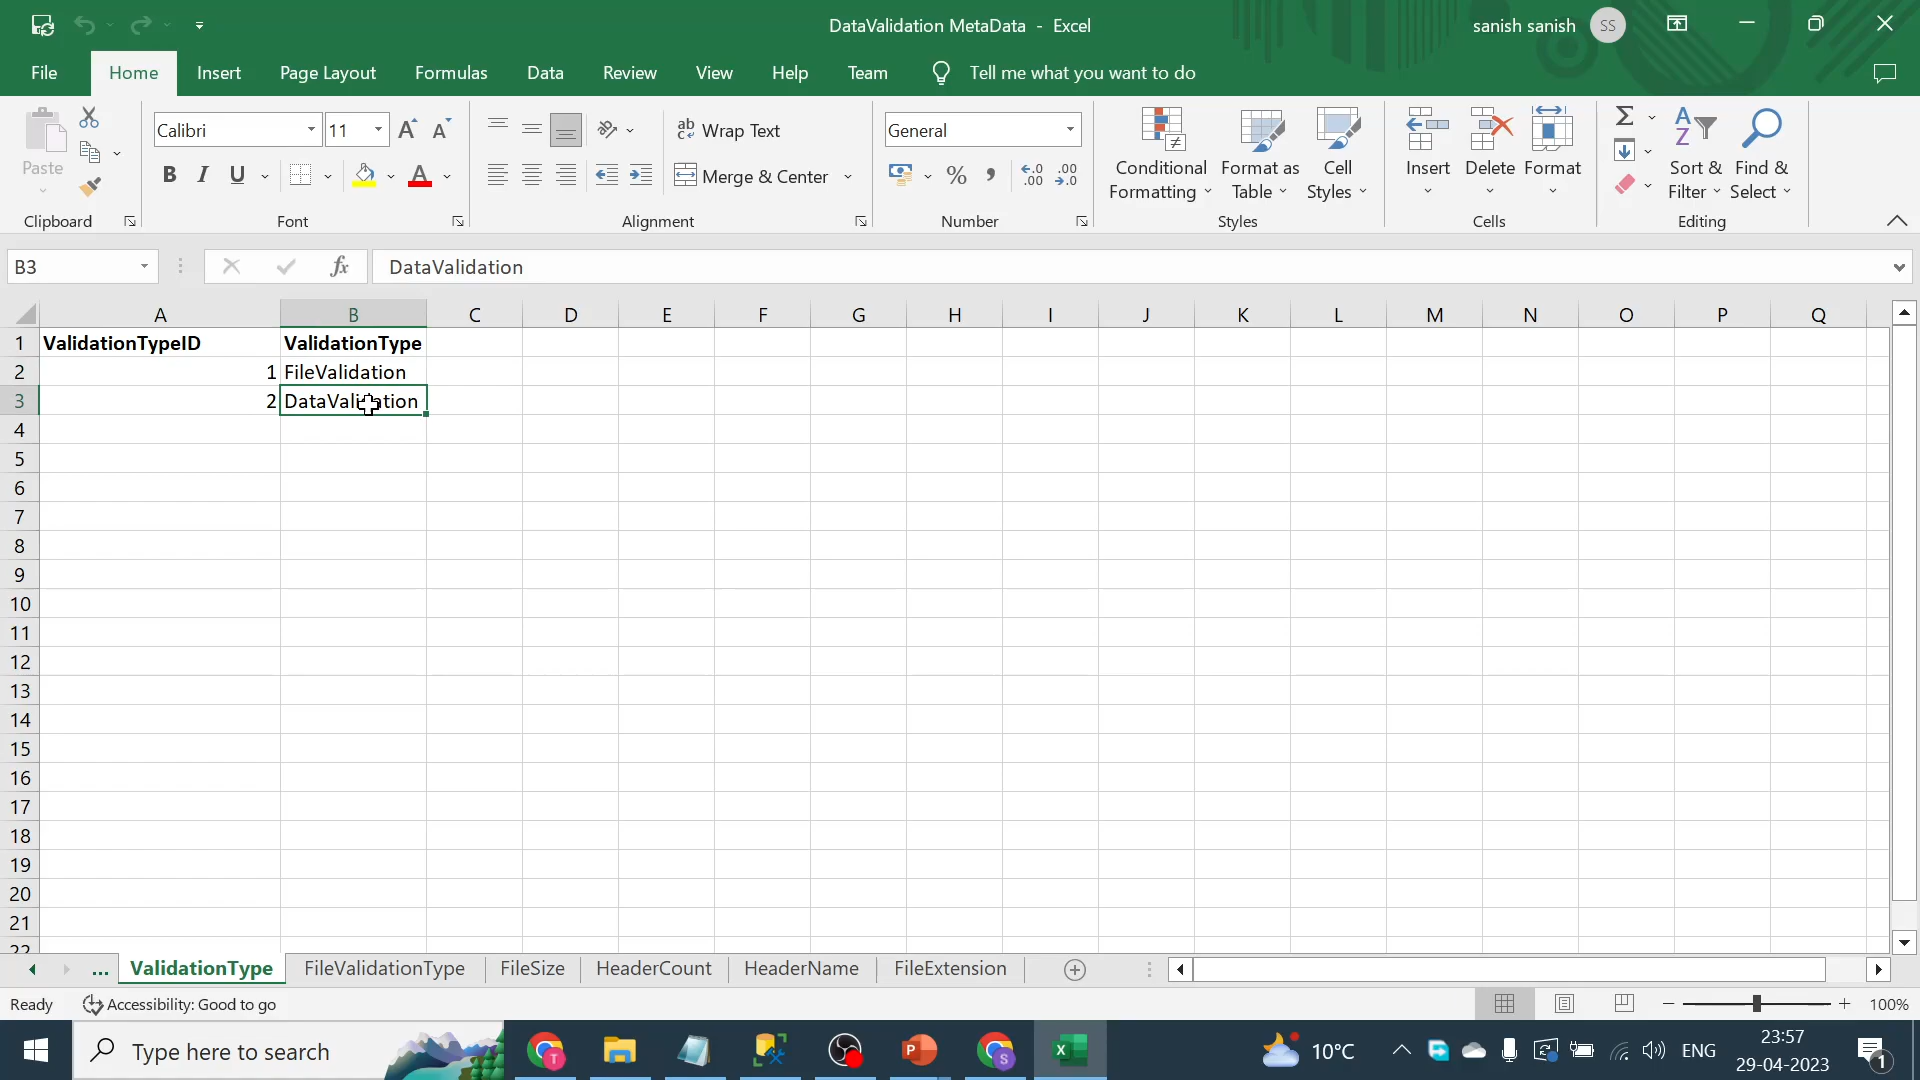 DataValidation MetaData - Excel
sanish sanish SS
File Home Insert Page Layout Formulas Data Review View Help Team Tell me what you want to do
Paste
Clipboard
Calibri 11
B I U
Font
ab Wrap Text
Merge & Center
Alignment
General
% ,
Number
Conditional Formatting
Format as Table
Cell Styles
Styles
Insert Delete Format
Cells
Sort & Filter
Find & Select
Editing
B3 fx DataValidation
A B C D E F G H I J K L M N O P Q
1 ValidationTypeID ValidationType
2 1 FileValidation
3 2 DataValidation
4
5
6
7
8
9
10
11
12
13
14
15
16
17
18
19
20
21
22
... ValidationType FileValidationType FileSize HeaderCount HeaderName FileExtension
Ready Accessibility: Good to go 100%
Type here to search 10°C ENG 23:57
29-04-2023 1